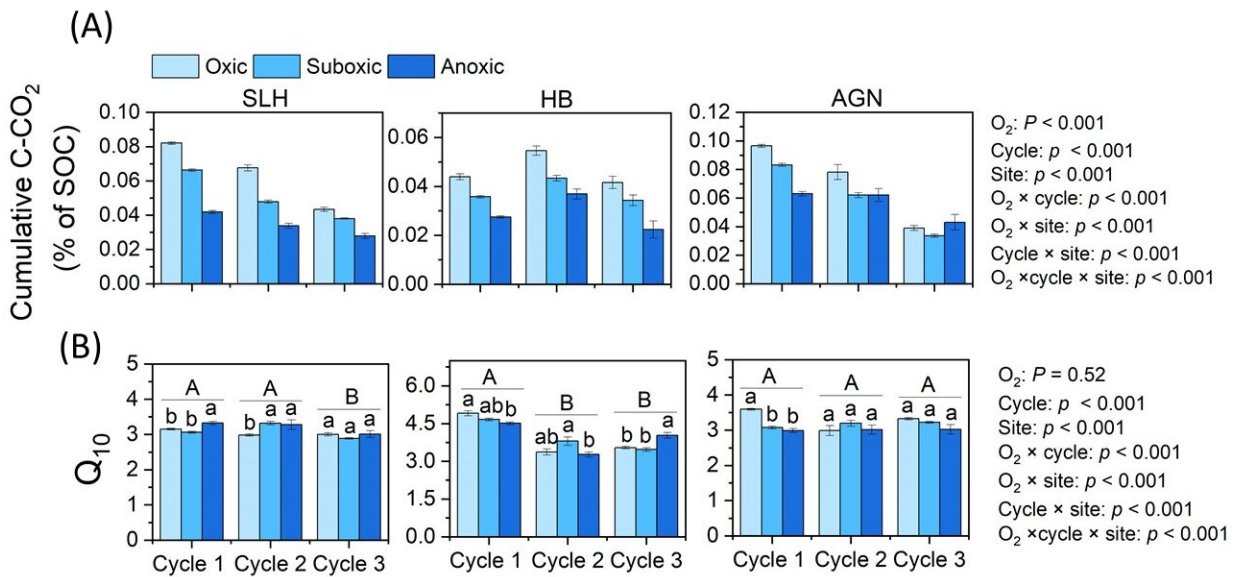 (A)
Oxic Suboxic Anoxic
SLH HB AGN
Cumulative C-CO₂
(% of SOC)
0.10
0.08
0.06
0.04
0.02
0.00
0.06
0.04
0.02
0.00
0.12
0.10
0.08
0.06
0.04
0.02
0.00
O₂: P < 0.001
Cycle: p < 0.001
Site: p < 0.001
O₂ × cycle: p < 0.001
O₂ × site: p < 0.001
Cycle × site: p < 0.001
O₂ ×cycle × site: p < 0.001
(B)
Q₁₀
5
4
3
2
1
0
A A B
b b a b a a a a a
Cycle 1 Cycle 2 Cycle 3
6.0
4.5
3.0
1.5
0.0
A B B
a ab b ab a b b b a
Cycle 1 Cycle 2 Cycle 3
5
4
3
2
1
0
A A A
a b b a a a a a a
Cycle 1 Cycle 2 Cycle 3
O₂: P = 0.52
Cycle: p < 0.001
Site: p < 0.001
O₂ × cycle: p < 0.001
O₂ × site: p < 0.001
Cycle × site: p < 0.001
O₂ ×cycle × site: p < 0.001